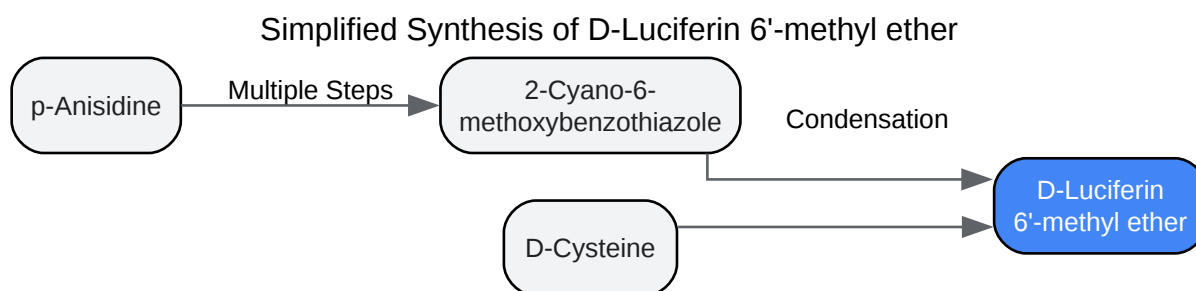 Simplified Synthesis of D-Luciferin 6'-methyl ether
p-Anisidine
Multiple Steps
2-Cyano-6-
methoxybenzothiazole
Condensation
D-Cysteine
D-Luciferin
6'-methyl ether